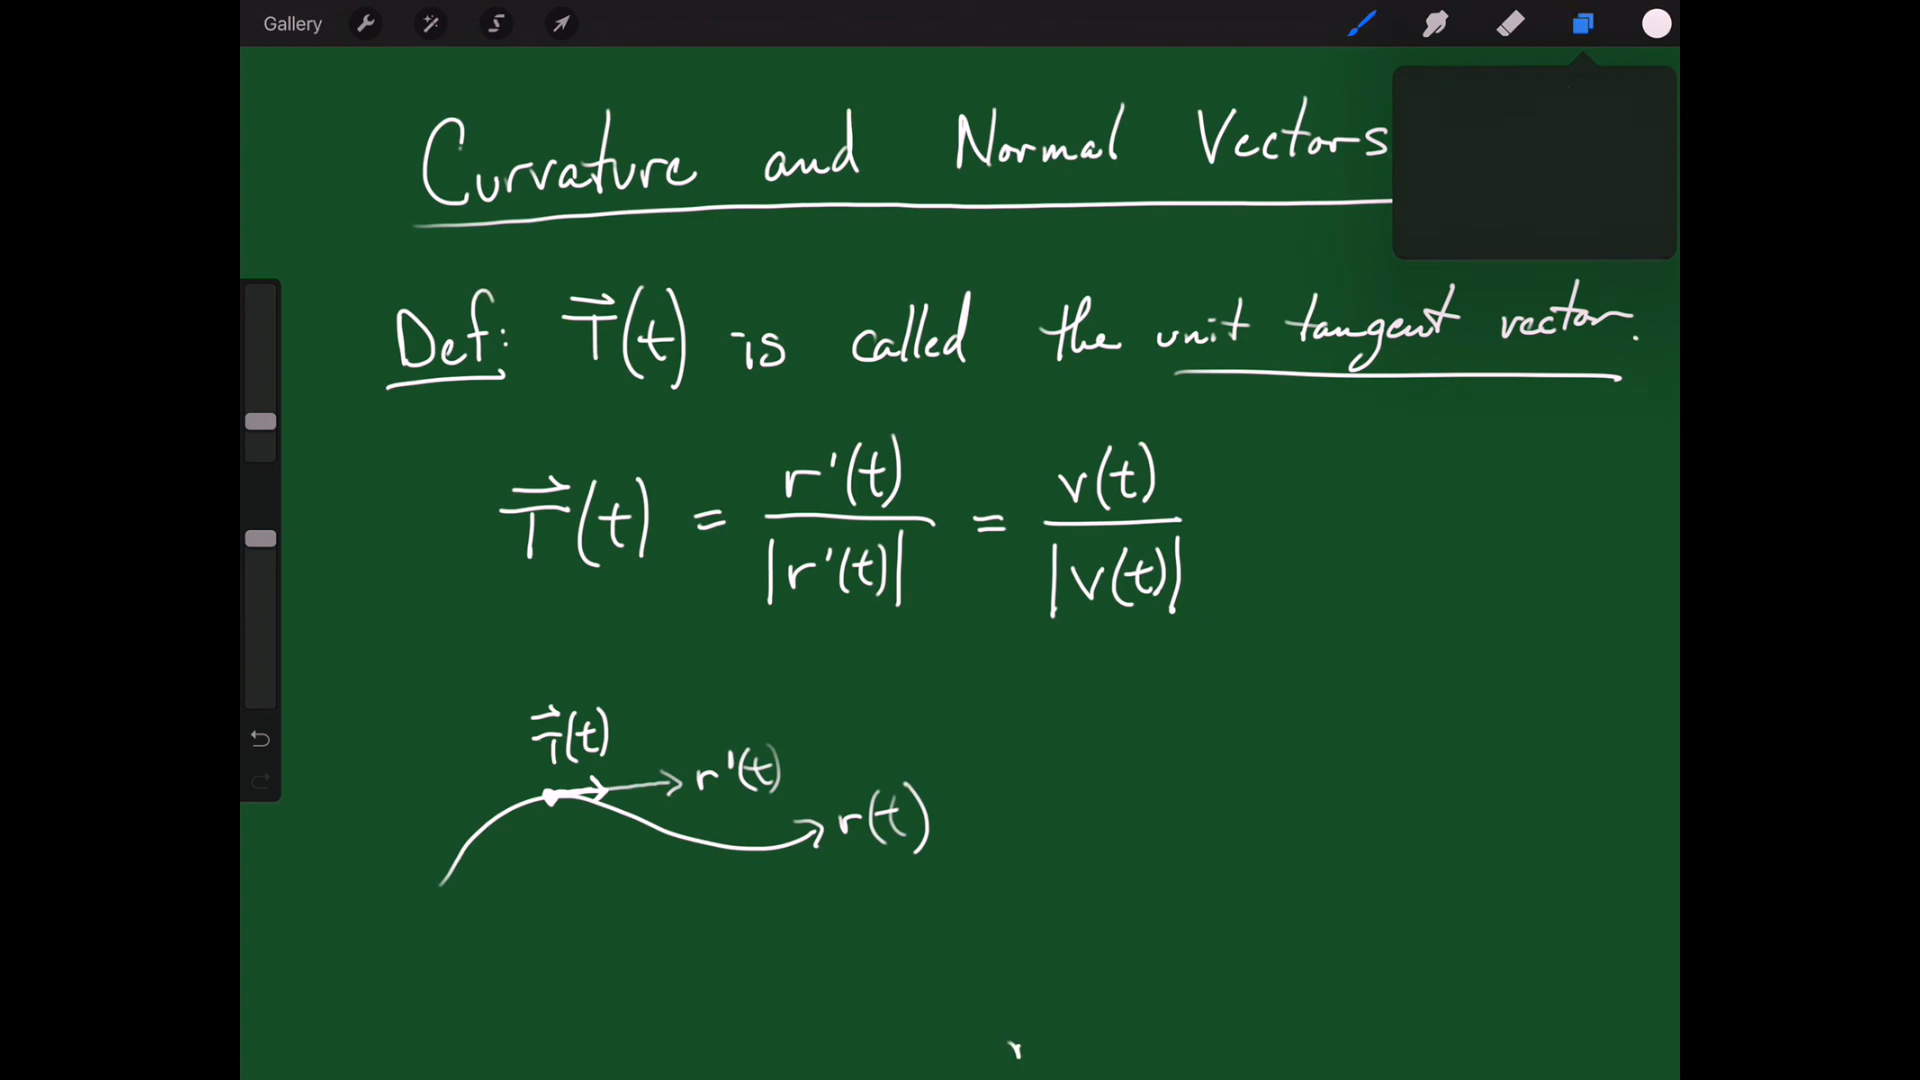 Gallery
Curvature and Normal Vectors
Def: T⃗(t) is called the unit tangent vector.
T⃗(t) = r'(t) / |r'(t)| = v(t) / |v(t)|
T⃗(t)
r'(t)
r(t)